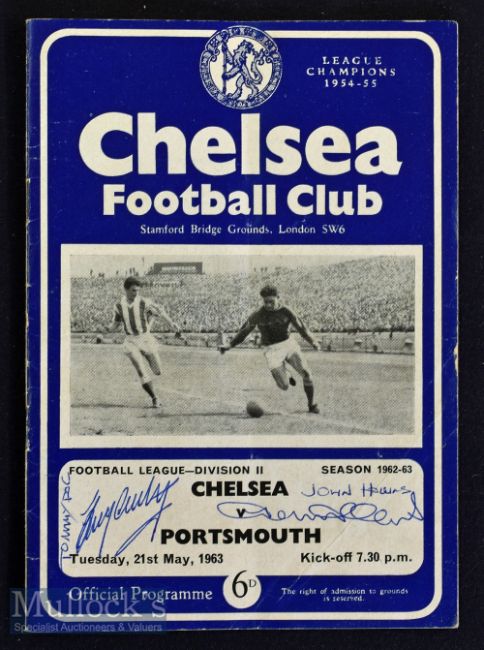 LEAGUE
CHAMPIONS
1954-55
Chelsea
Football Club
Stamford Bridge Grounds, London SW6
FOOTBALL LEAGUE—DIVISION II SEASON 1962-63
CHELSEA
v
PORTSMOUTH
TOMMY DOC
JOHN
Tuesday, 21st May, 1963 Kick-off 7.30 p.m.
Official Programme 6D The right of admission to grounds
is reserved.
Mullock's
Specialist Auctioneers & Valuers